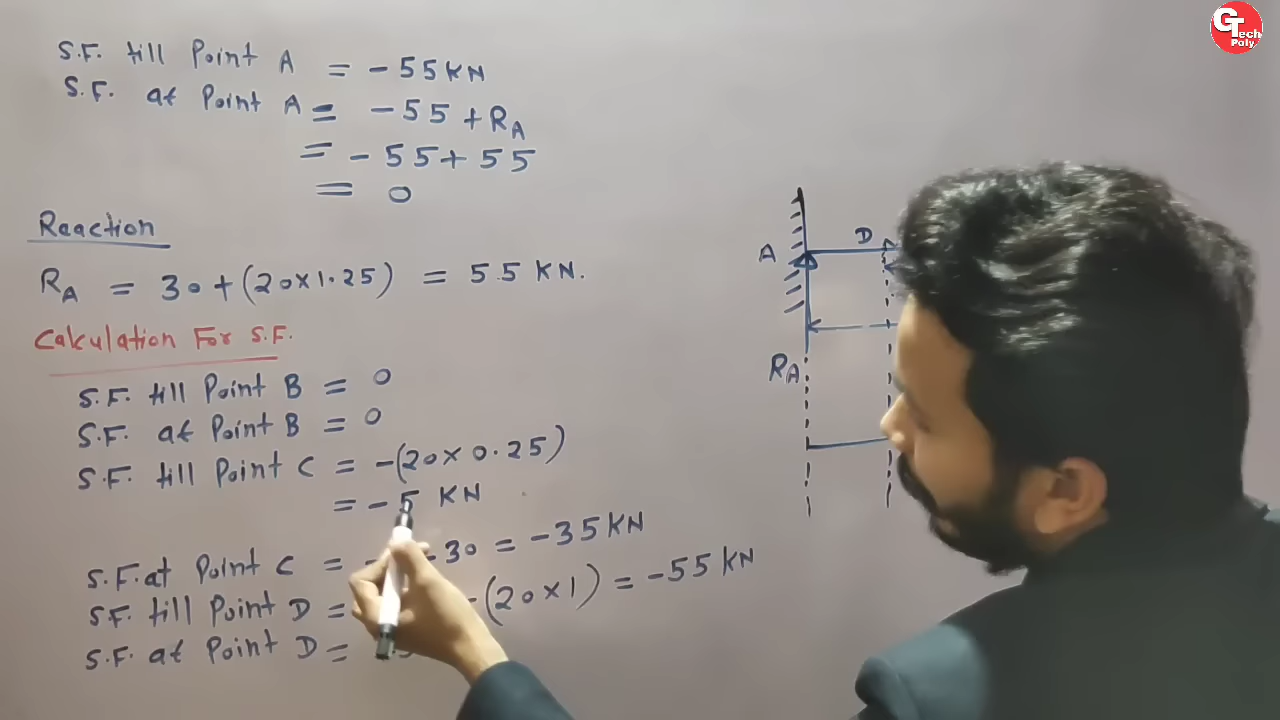 S.F. till Point A = -55 KN
S.F. at Point A = -55 + RA
= -55 + 55
= 0
Reaction
RA = 30 + (20×1.25) = 55 KN.
Calculation For S.F.
S.F. till Point B = 0
S.F. at Point B = 0
S.F. till Point C = -(20×0.25)
= -5 KN
S.F. at Point C = - -30 = -35 KN
S.F. till Point D = -(20×1) = -55 KN
S.F. at Point D =
A
D
RA
GTech
Poly